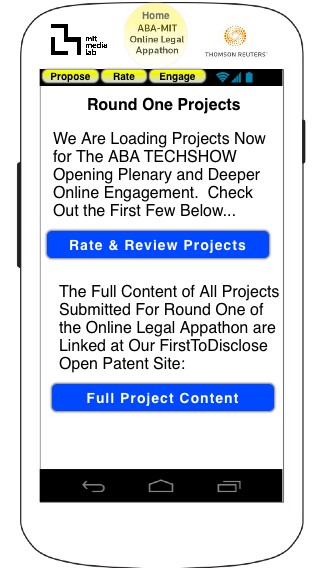 mit
media
lab
Home
ABA-MIT
Online Legal
Appathon
THOMSON REUTERS
Propose Rate Engage
Round One Projects
We Are Loading Projects Now
for The ABA TECHSHOW
Opening Plenary and Deeper
Online Engagement. Check
Out the First Few Below...
Rate & Review Projects
The Full Content of All Projects
Submitted For Round One of
the Online Legal Appathon are
Linked at Our FirstToDisclose
Open Patent Site:
Full Project Content